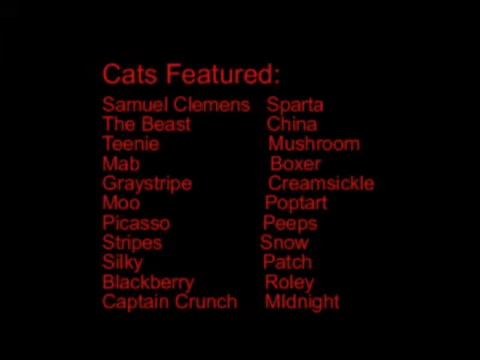 Cats Featured:
Samuel Clemens Sparta
The Beast China
Teenie Mushroom
Mab Boxer
Graystripe Creamsickle
Moo Poptart
Picasso Peeps
Stripes Snow
Silky Patch
Blackberry Roley
Captain Crunch MIdnight